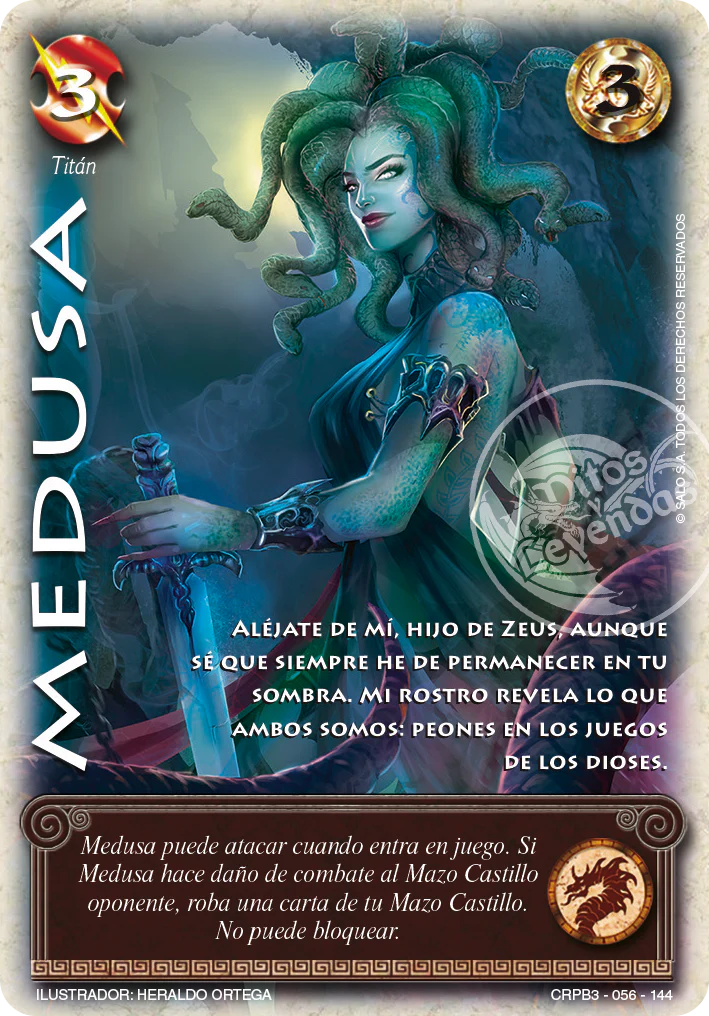 3
3
Titán
MEDUSA
© SALO S.A. TODOS LOS DERECHOS RESERVADOS
Mitos
y
Leyendas
Aléjate de mí, hijo de Zeus, aunque
sé que siempre he de permanecer en tu
sombra. Mi rostro revela lo que
ambos somos: peones en los juegos
de los dioses.
Medusa puede atacar cuando entra en juego. Si
Medusa hace daño de combate al Mazo Castillo
oponente, roba una carta de tu Mazo Castillo.
No puede bloquear.
ILUSTRADOR: HERALDO ORTEGA
CRPB3 - 056 - 144